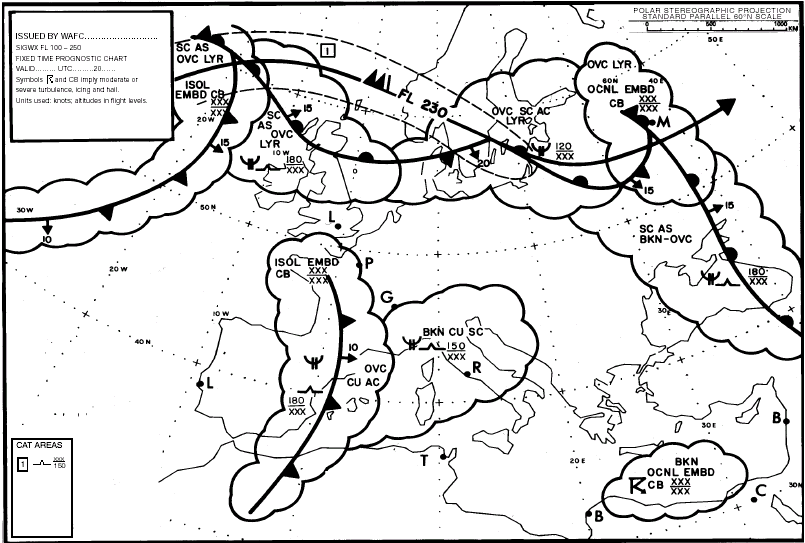 POLAR STEREOGRAPHIC PROJECTION
STANDARD PARALLEL 60°N SCALE
0 500 1000
KM
50 E
ISSUED BY WAFC
SIGWX FL 100 – 250
FIXED TIME PROGNOSTIC CHART
VALID UTC 20
Symbols and CB imply moderate or
severe turbulence, icing and hail.
Units used: knots; altitudes in flight levels.
SC AS
OVC LYR
ISOL
EMBD CB
XXX
XXX
20 W
15
1
FL 230
SC
AS
OVC
LYR
15
10 W
180
XXX
0
20
OVC SC AC
LYR
120
XXX
OVC LYR
60N 40 E
OCNL EMBD
CB
XXX
XXX
M
15
15
SC AS
BKN-OVC
180
XXX
30E
30 W
10
50 N
20 W
L
ISOL EMBD
CB
XXX
XXX
P
G
10 W
40 N
L
10
OVC
CU AC
180
XXX
BKN CU SC
150
XXX
R
CAT AREAS
1
XXX
150
T
20 E
30 E
B
BKN
OCNL EMBD
CB
XXX
XXX
B
C
30N